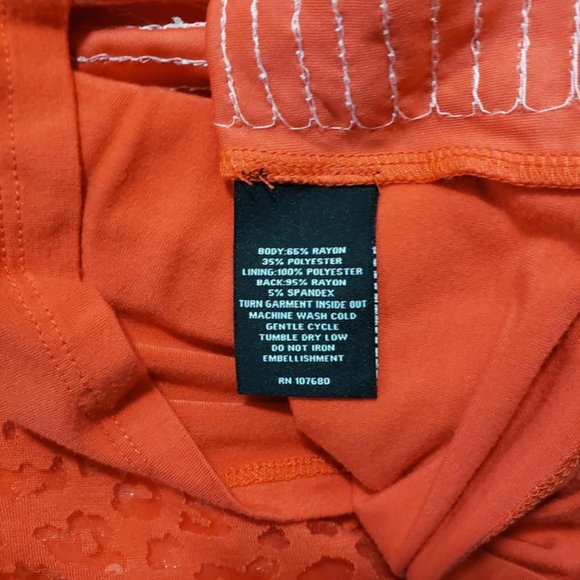 BODY:65% RAYON
35% POLYESTER
LINING:100% POLYESTER
BACK:95% RAYON
5% SPANDEX
TURN GARMENT INSIDE OUT
MACHINE WASH COLD
GENTLE CYCLE
TUMBLE DRY LOW
DO NOT IRON
EMBELLISHMENT
RN 107680